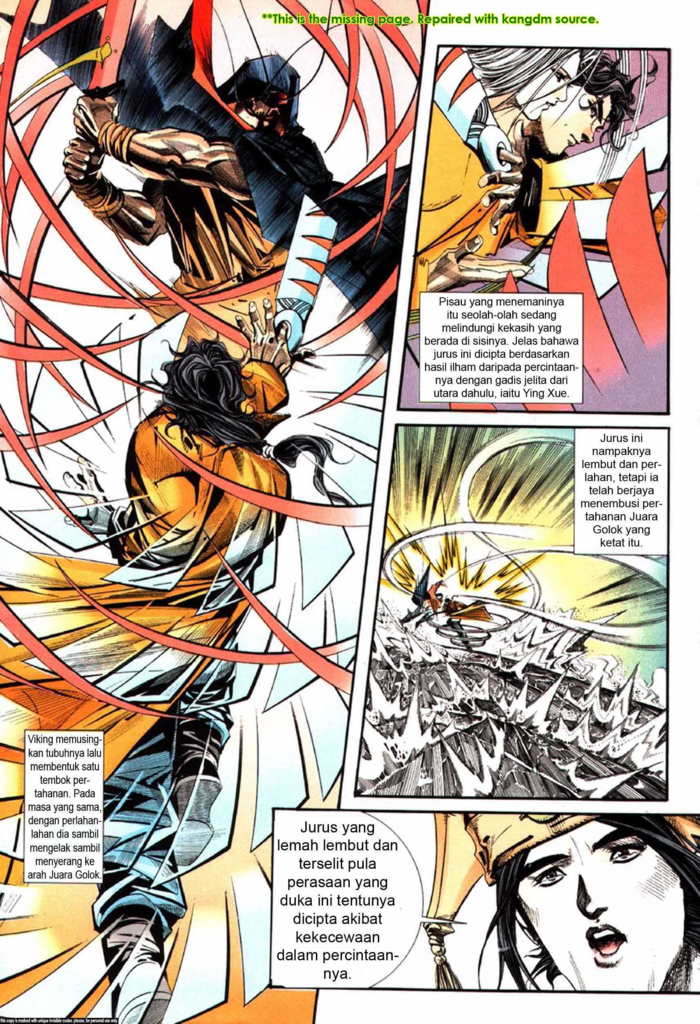 **This is the missing page. Repaired with kangdm source.
Pisau yang menemaninya
itu seolah-olah sedang
melindungi kekasih yang
berada di sisinya. Jelas bahawa
jurus ini dicipta berdasarkan
hasil ilham daripada percintaan-
nya dengan gadis jelita dari
utara dahulu, iaitu Ying Xue.
Jurus ini
nampaknya
lembut dan per-
lahan, tetapi ia
telah berjaya
menembusi per-
tahanan Juara
Golok yang
ketat itu.
Viking memusing-
kan tubuhnya lalu
membentuk satu
tembok per-
tahanan. Pada
masa yang sama,
dengan perlahan-
lahan dia sambil
mengelak sambil
menyerang ke
arah Juara Golok.
Jurus yang
lemah lembut dan
terselit pula
perasaan yang
duka ini tentunya
dicipta akibat
kekecewaan
dalam percintaan-
nya.